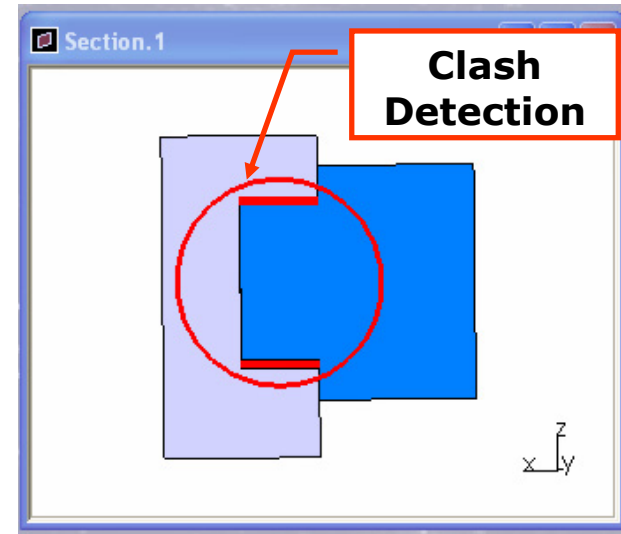 Section.1
Clash
Detection
z
x y